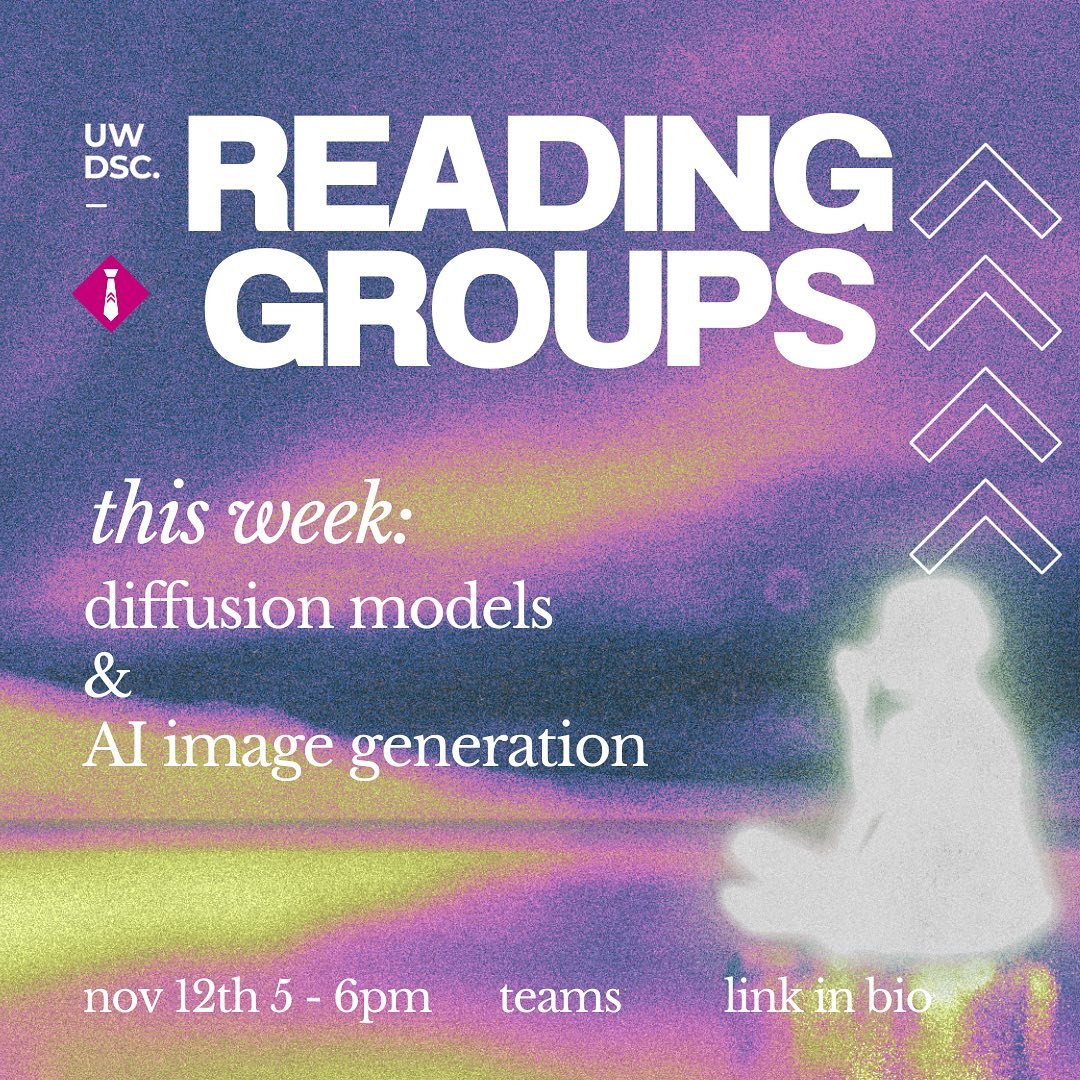 UW
DSC.
READING
GROUPS
this week:
diffusion models
&
AI image generation
nov 12th 5 - 6pm teams link in bio